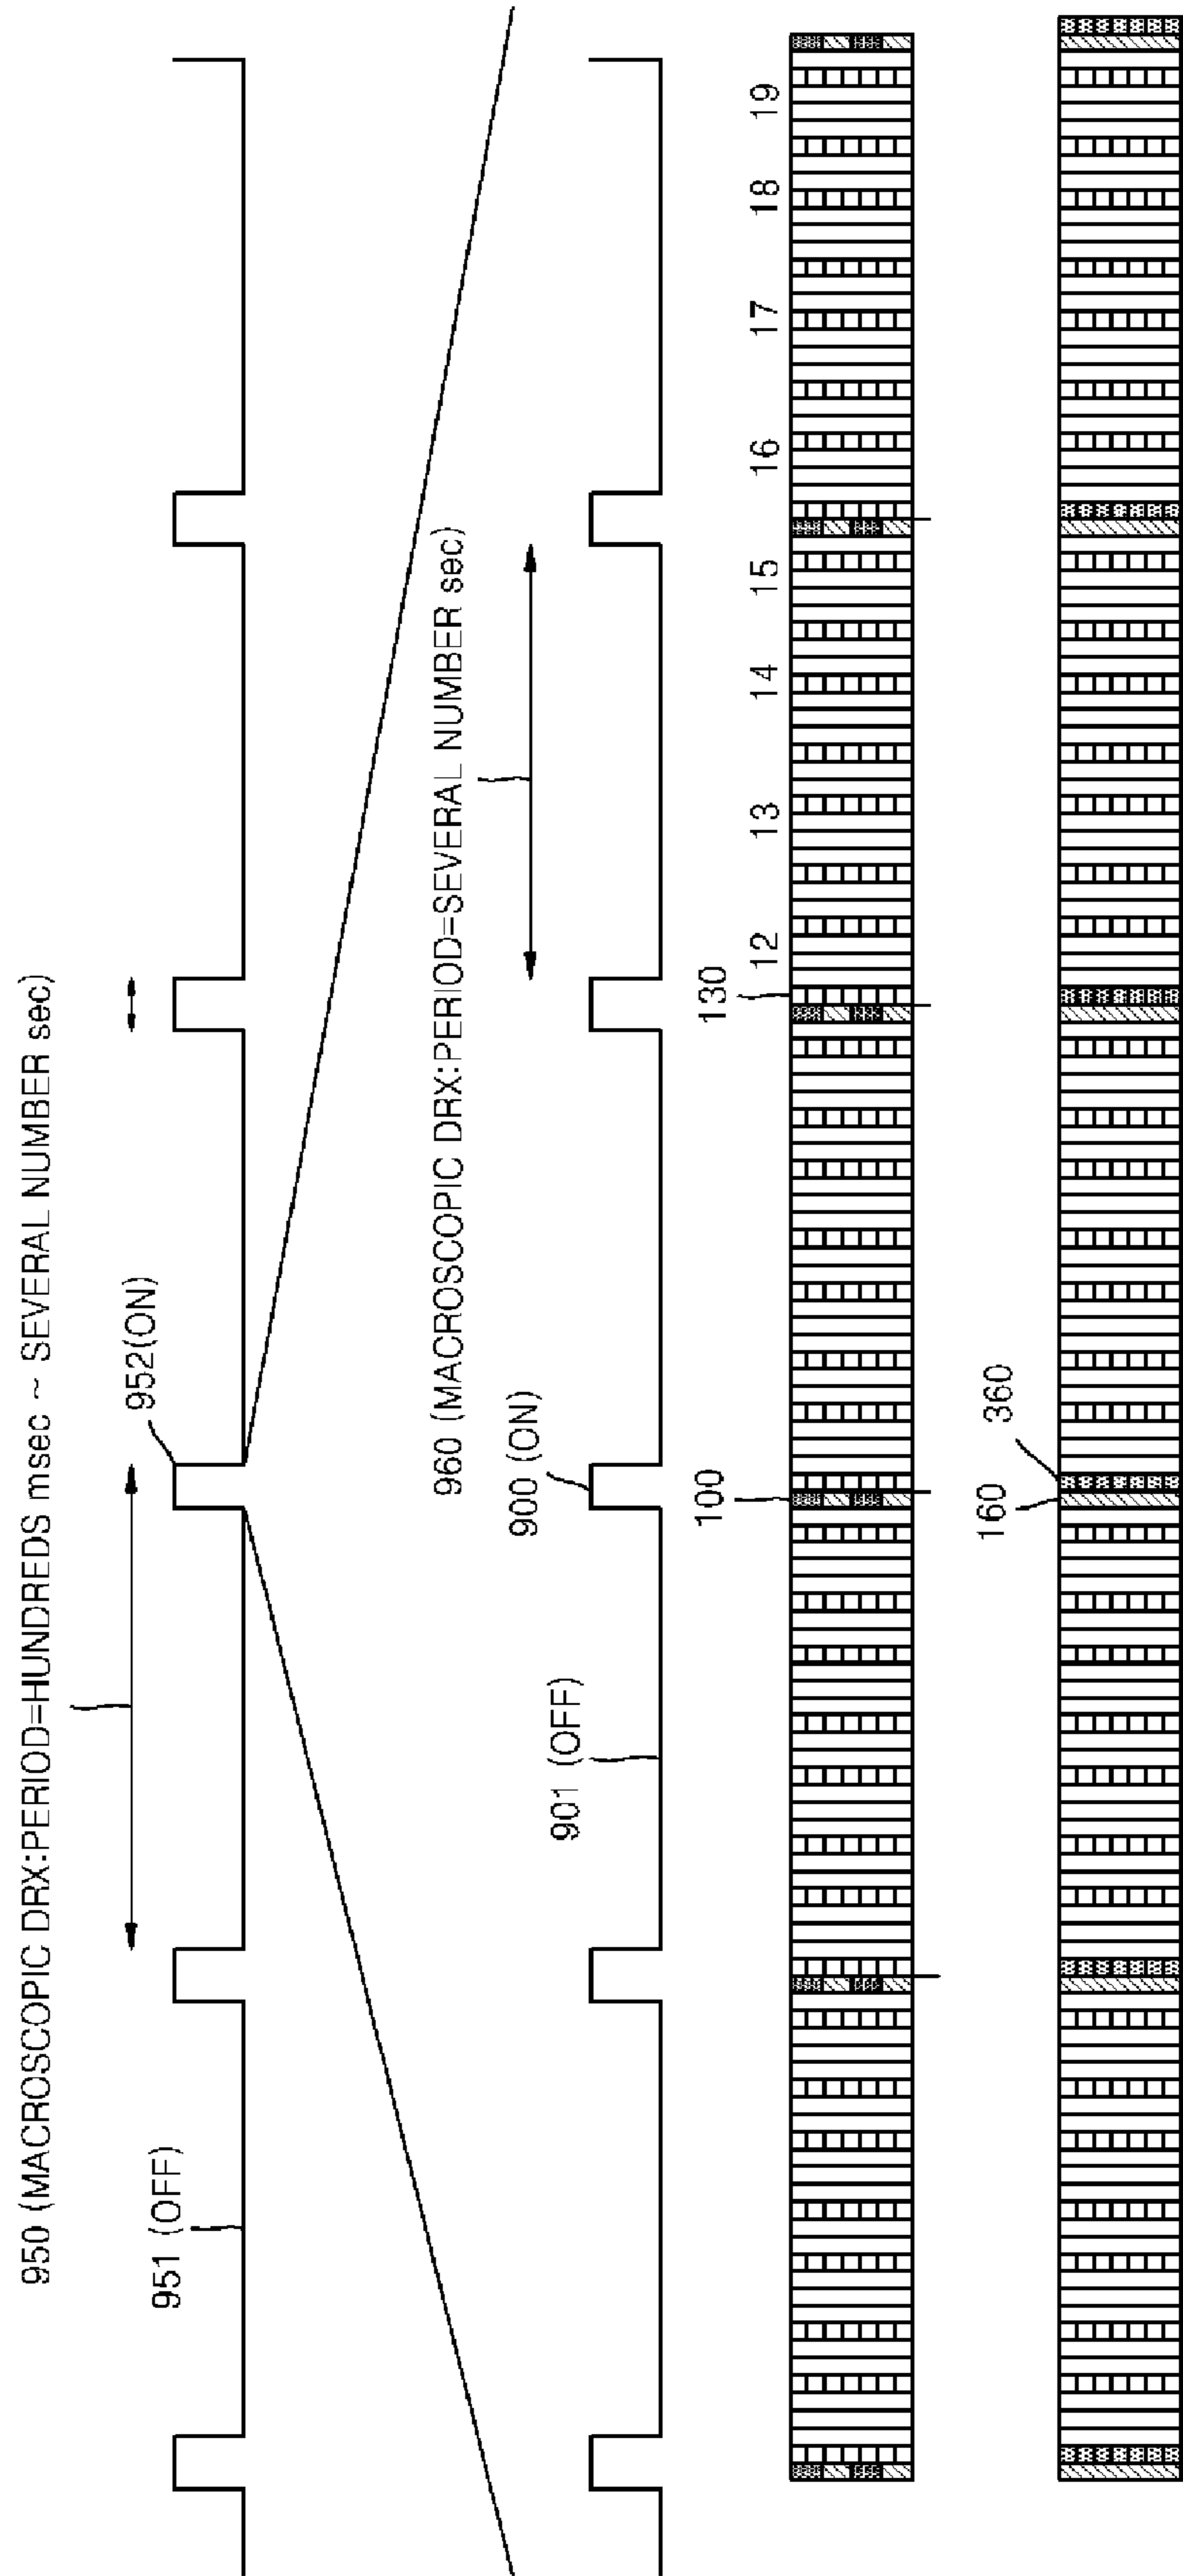 950 (MACROSCOPIC DRX:PERIOD=HUNDREDS msec ~ SEVERAL NUMBER sec)
951 (OFF)
952(ON)
960 (MACROSCOPIC DRX:PERIOD=SEVERAL NUMBER sec)
900 (ON)
901 (OFF)
100
130
12 13 14 15 16 17 18 19
160
360